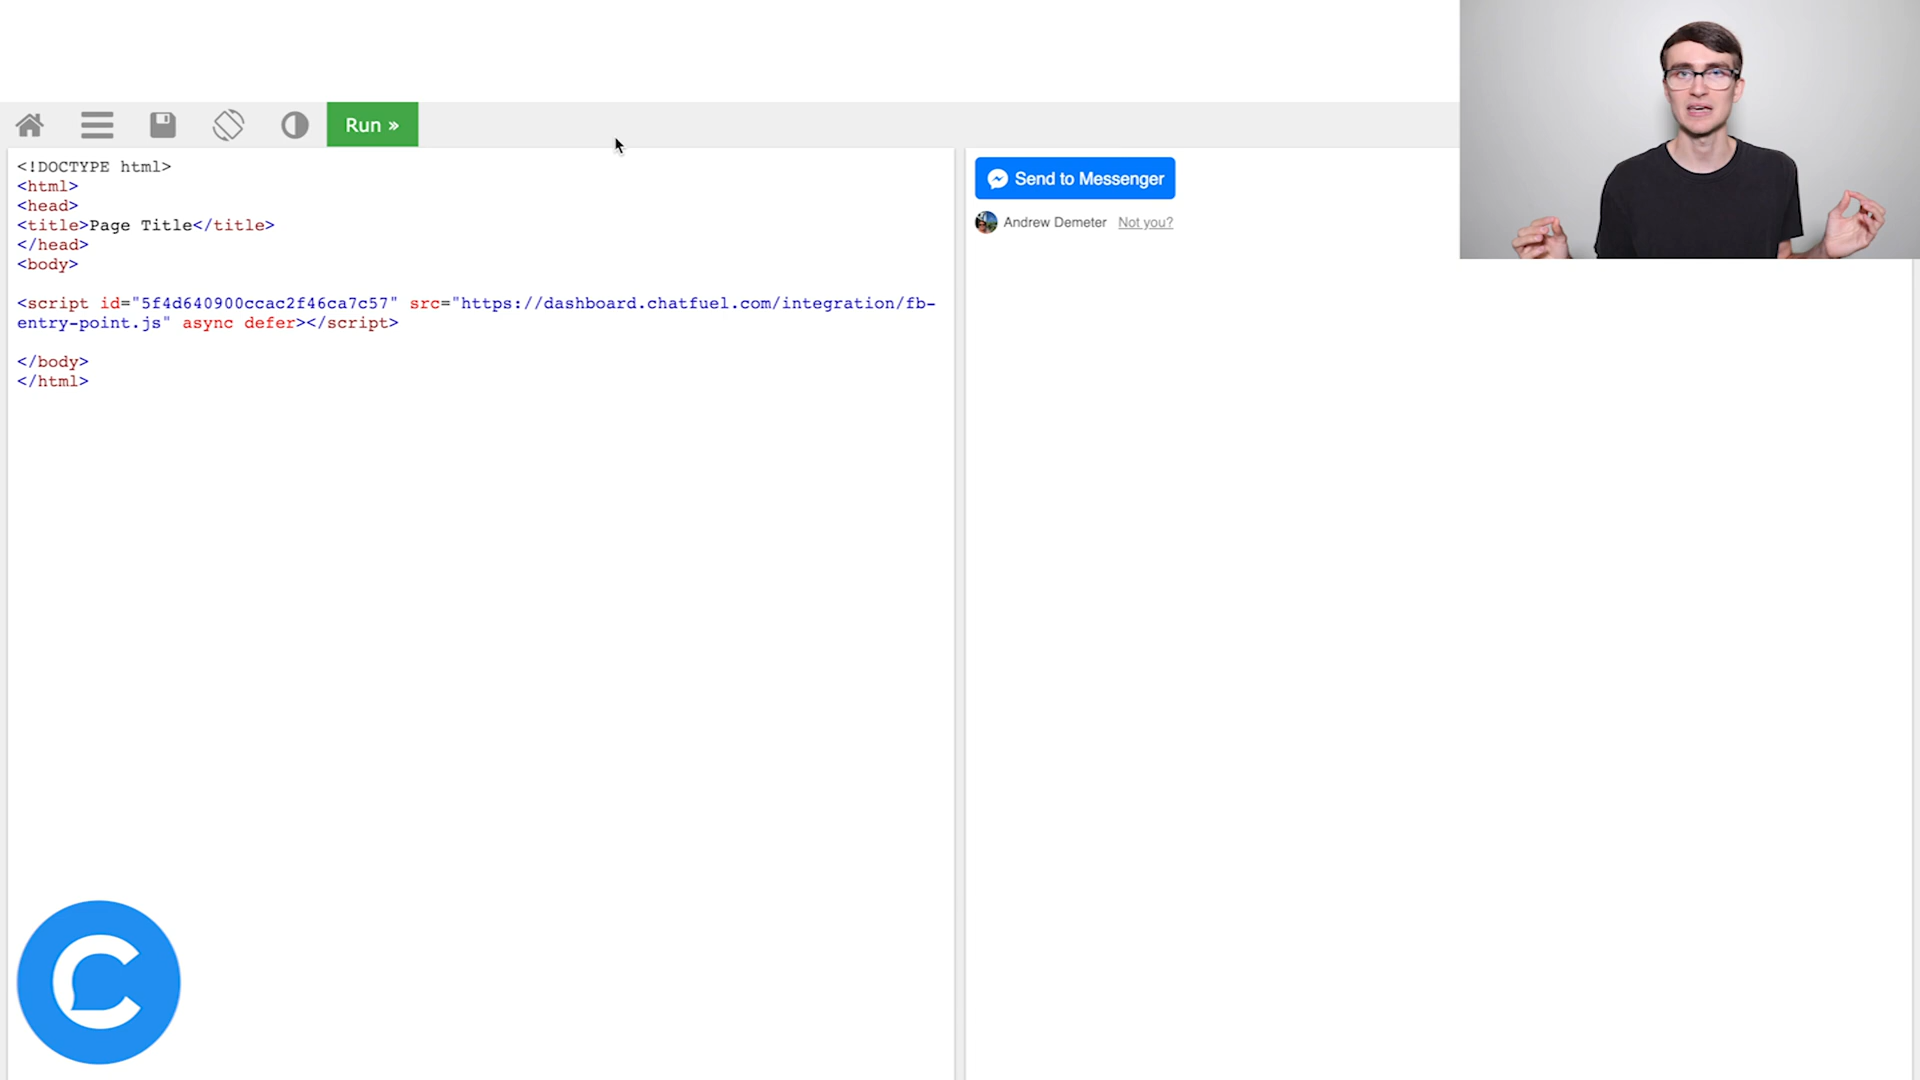 Run »
<!DOCTYPE html>
<html>
<head>
<title>Page Title</title>
</head>
<body>
<script id="5f4d640900ccac2f46ca7c57" src="https://dashboard.chatfuel.com/integration/fb-
entry-point.js" async defer></script>
</body>
</html>
Send to Messenger
Andrew Demeter Not you?